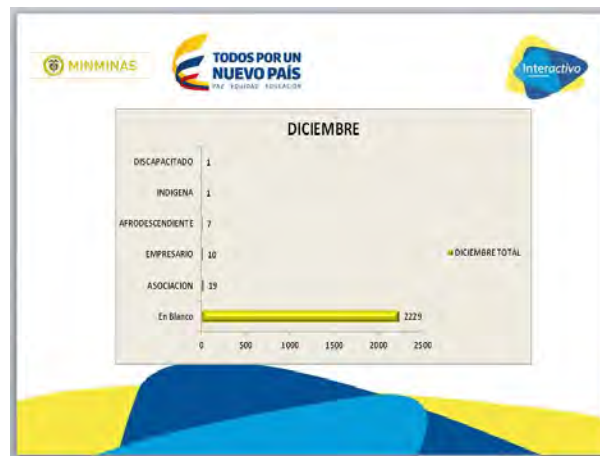 MINMINAS
TODOS POR UN
NUEVO PAÍS
PAZ EQUIDAD EDUCACIÓN
Interactivo
DICIEMBRE
DISCAPACITADO 1
INDIGENA 1
AFRODESCENDIENTE 7
EMPRESARIO 10
ASOCIACION 19
En Blanco 2229
0 500 1000 1500 2000 2500
DICIEMBRE TOTAL